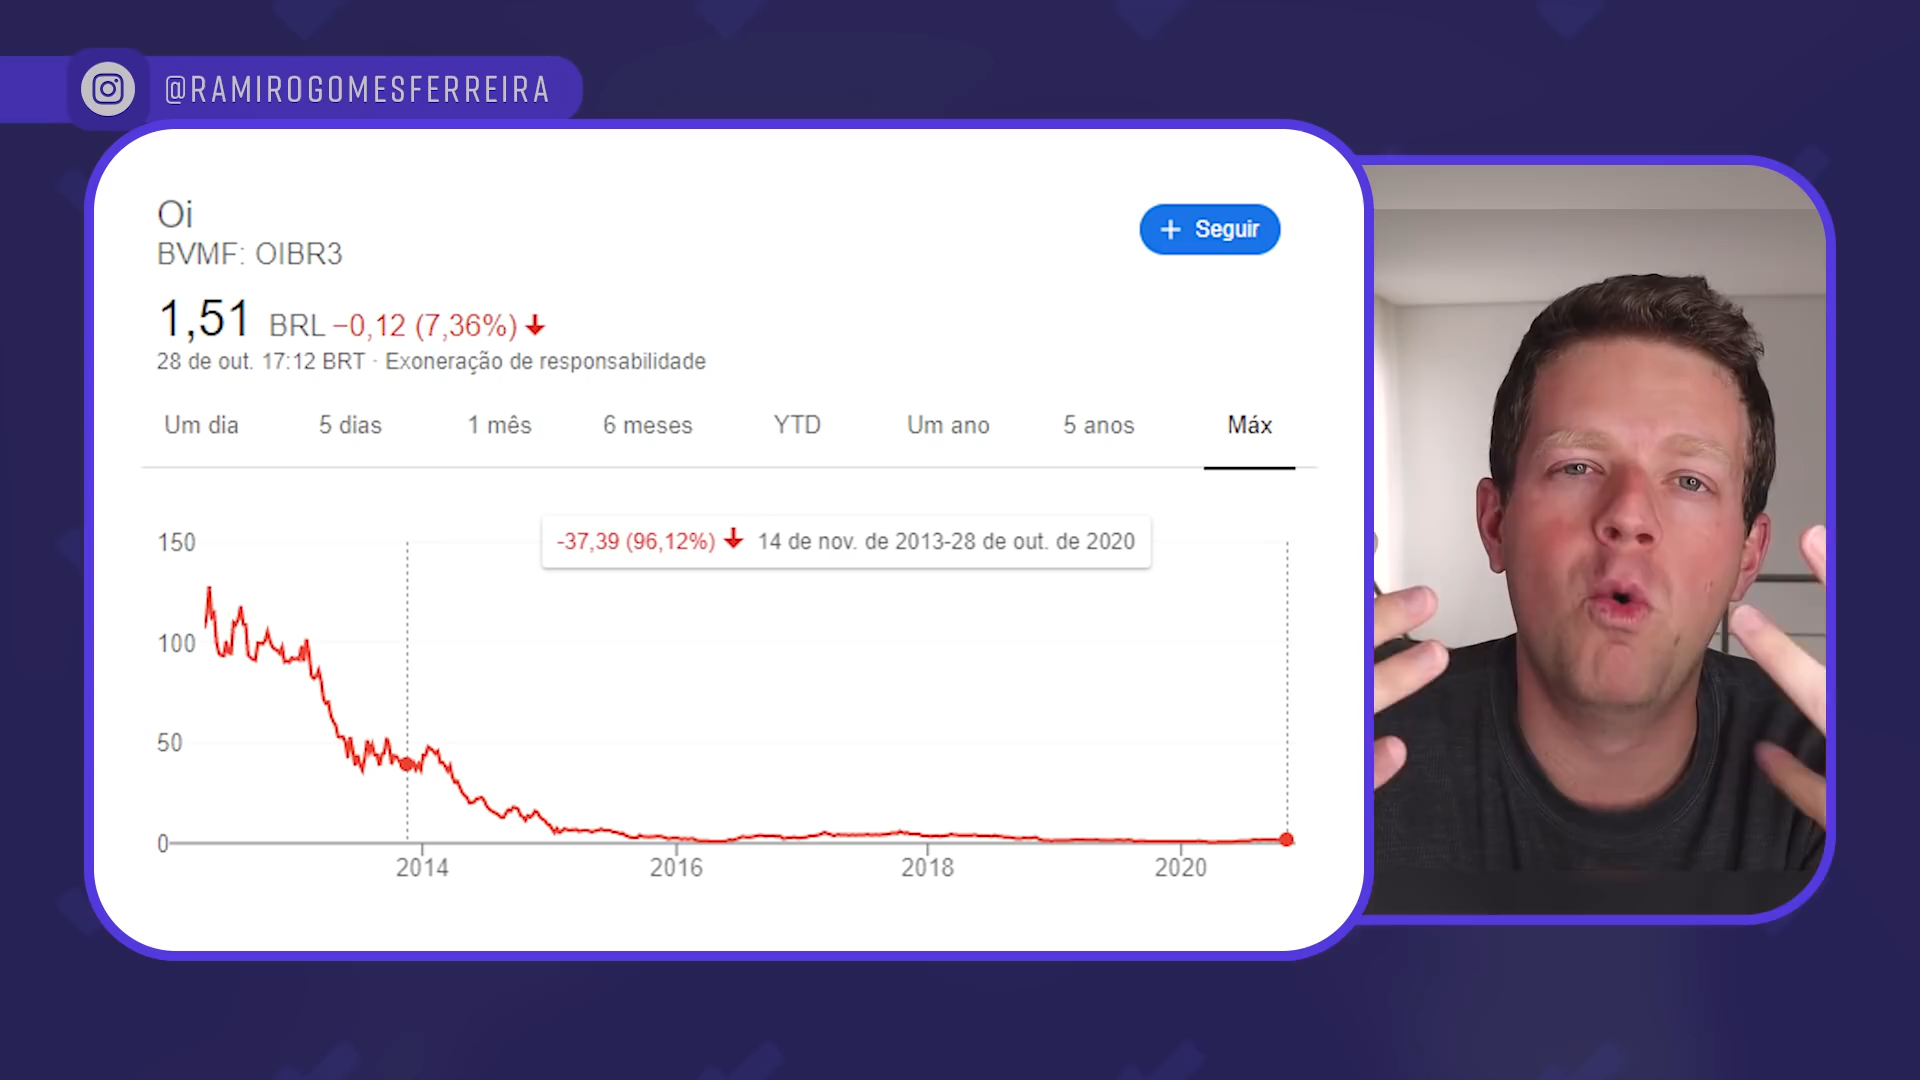 @RAMIROGOMESFERREIRA
Oi
BVMF: OIBR3
+ Seguir
1,51 BRL −0,12 (7,36%)
28 de out. 17:12 BRT · Exoneração de responsabilidade
Um dia 5 dias 1 mês 6 meses YTD Um ano 5 anos Máx
-37,39 (96,12%) 14 de nov. de 2013-28 de out. de 2020
150
100
50
0
2014 2016 2018 2020